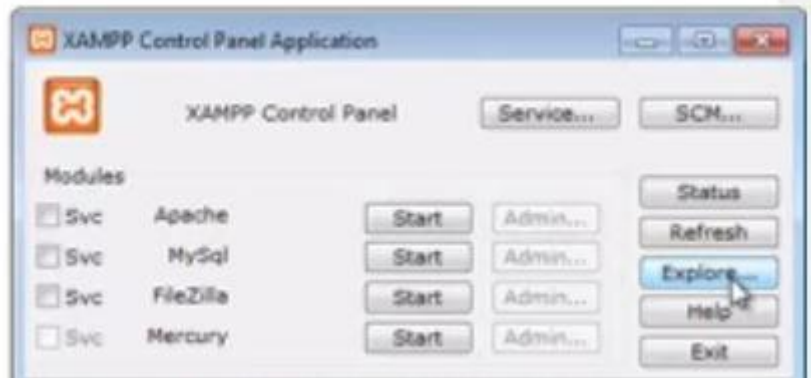 XAMPP Control Panel Application
XAMPP Control Panel Service... SCM...
Modules
Status
Svc Apache Start Admin...
Refresh
Svc MySql Start Admin...
Explore...
Svc FileZilla Start Admin...
Help
Svc Mercury Start Admin...
Exit